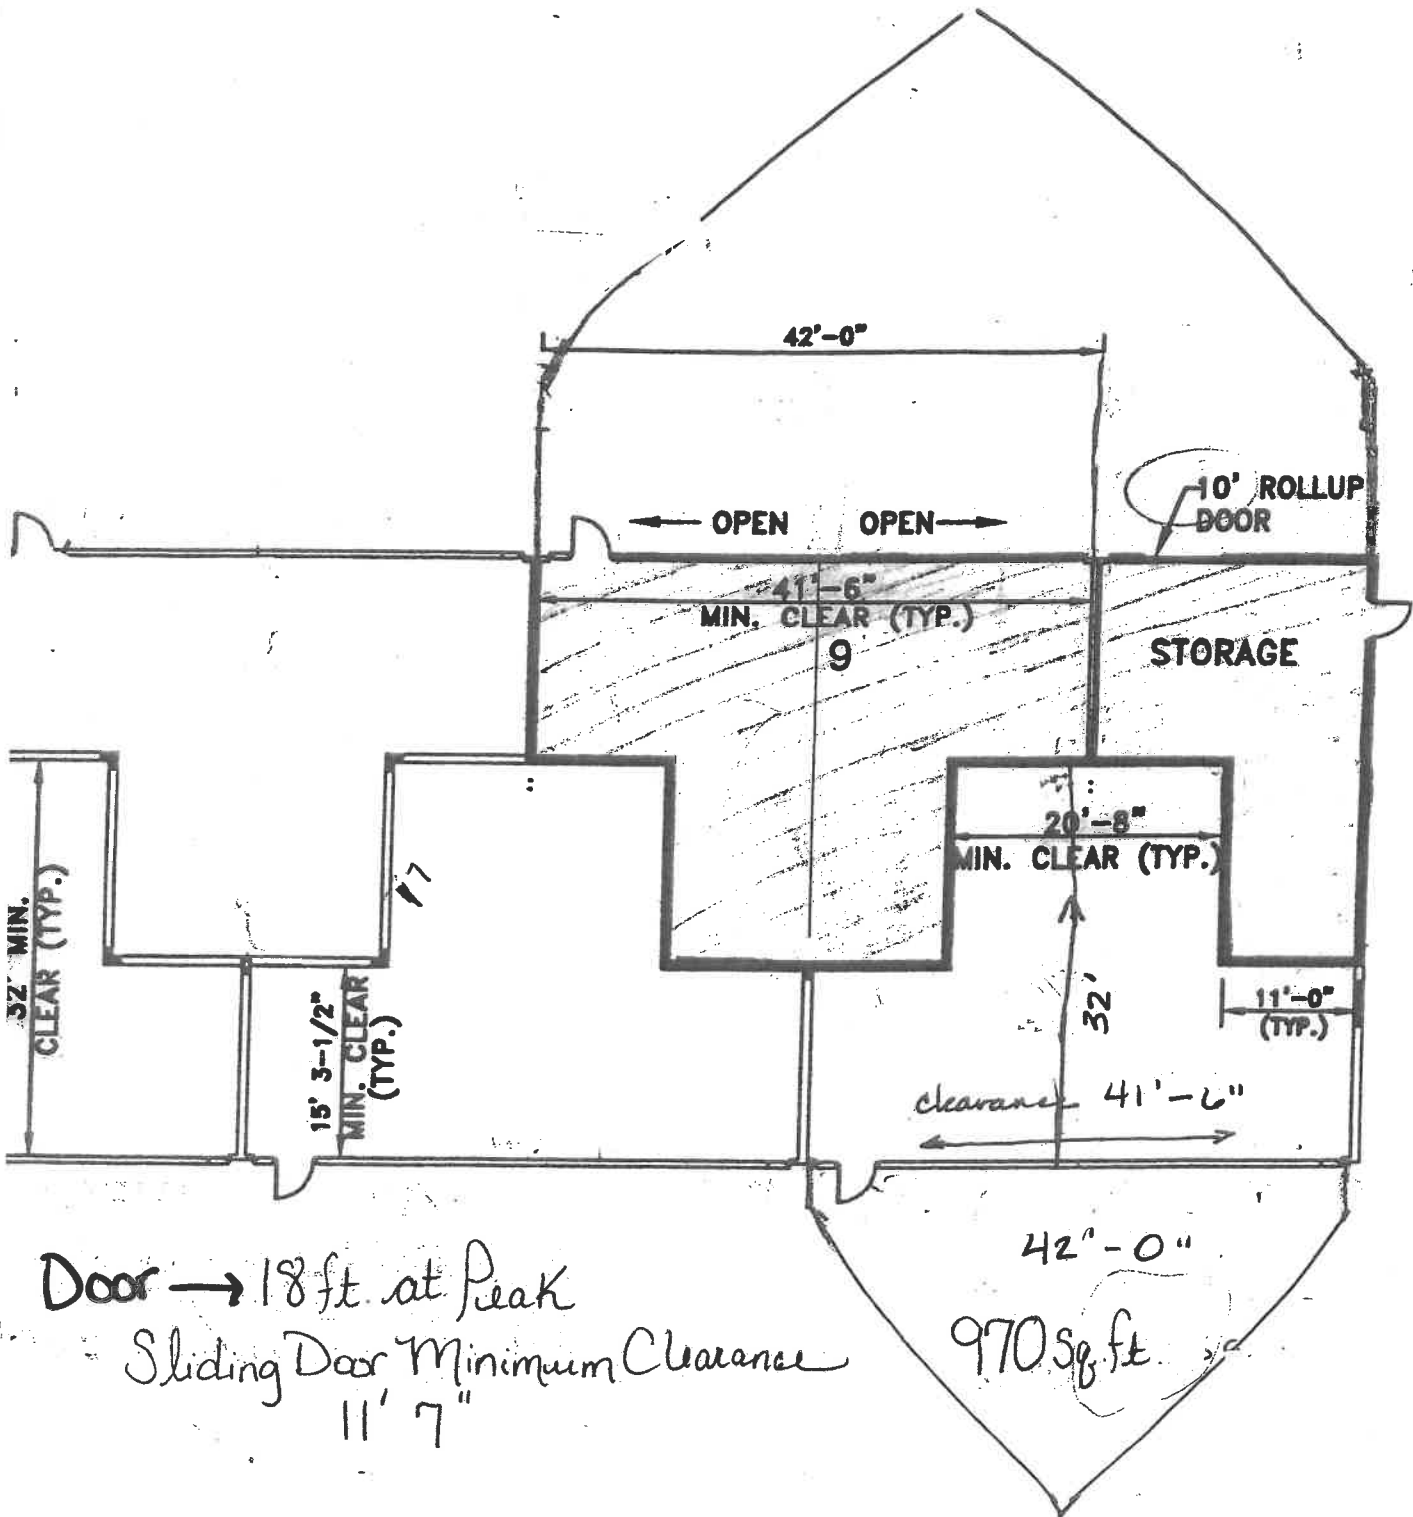 42'-0"
10' ROLLUP
DOOR
OPEN OPEN
41'-6"
MIN. CLEAR (TYP.)
9
STORAGE
20'-8"
MIN. CLEAR (TYP.)
32' MIN.
CLEAR (TYP.)
15' 3-1/2"
MIN. CLEAR
(TYP.)
32'
11'-0"
(TYP.)
clearance 41'-6"
42'-0"
970 Sq. ft.
Door → 18 ft. at Peak
Sliding Door Minimum Clearance
11' 7"